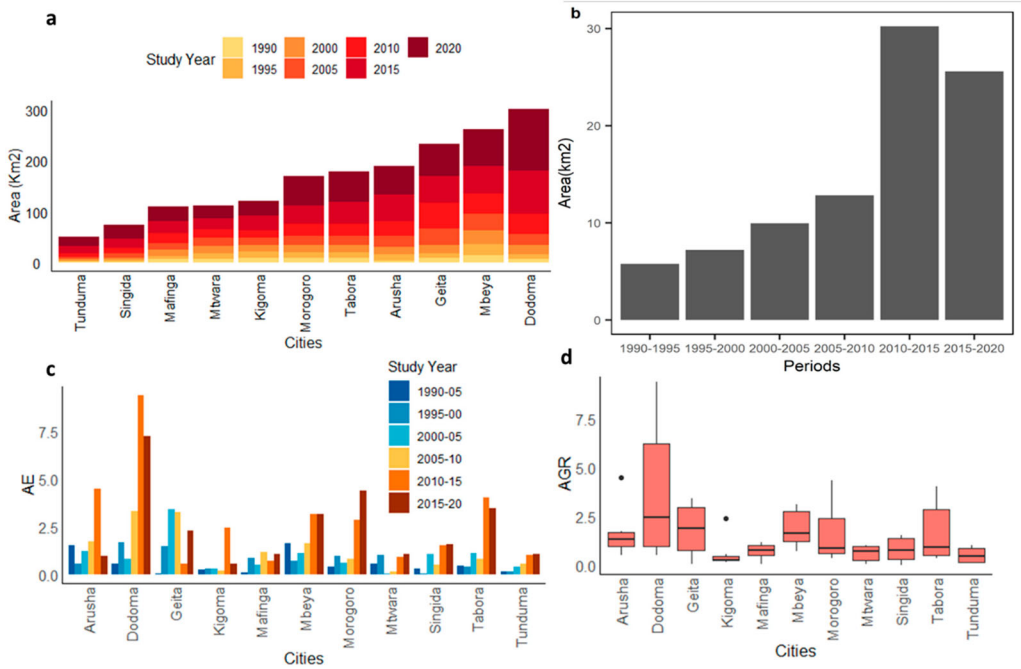 a
Study Year
1990
2000
2010
2020
1995
2005
2015
Area (Km2)
300
200
100
0
Tunduma
Singida
Mafinga
Mtwara
Kigoma
Morogoro
Tabora
Arusha
Geita
Mbeya
Dodoma
Cities
b
Area(km2)
30
20
10
0
1990-1995
1995-2000
2000-2005
2005-2010
2010-2015
2015-2020
Periods
c
Study Year
1990-05
1995-00
2000-05
2005-10
2010-15
2015-20
AE
7.5
5.0
2.5
0.0
Arusha
Dodoma
Geita
Kigoma
Mafinga
Mbeya
Morogoro
Mtwara
Singida
Tabora
Tunduma
Cities
d
AGR
7.5
5.0
2.5
0.0
Arusha
Dodoma
Geita
Kigoma
Mafinga
Mbeya
Morogoro
Mtwara
Singida
Tabora
Tunduma
Cities